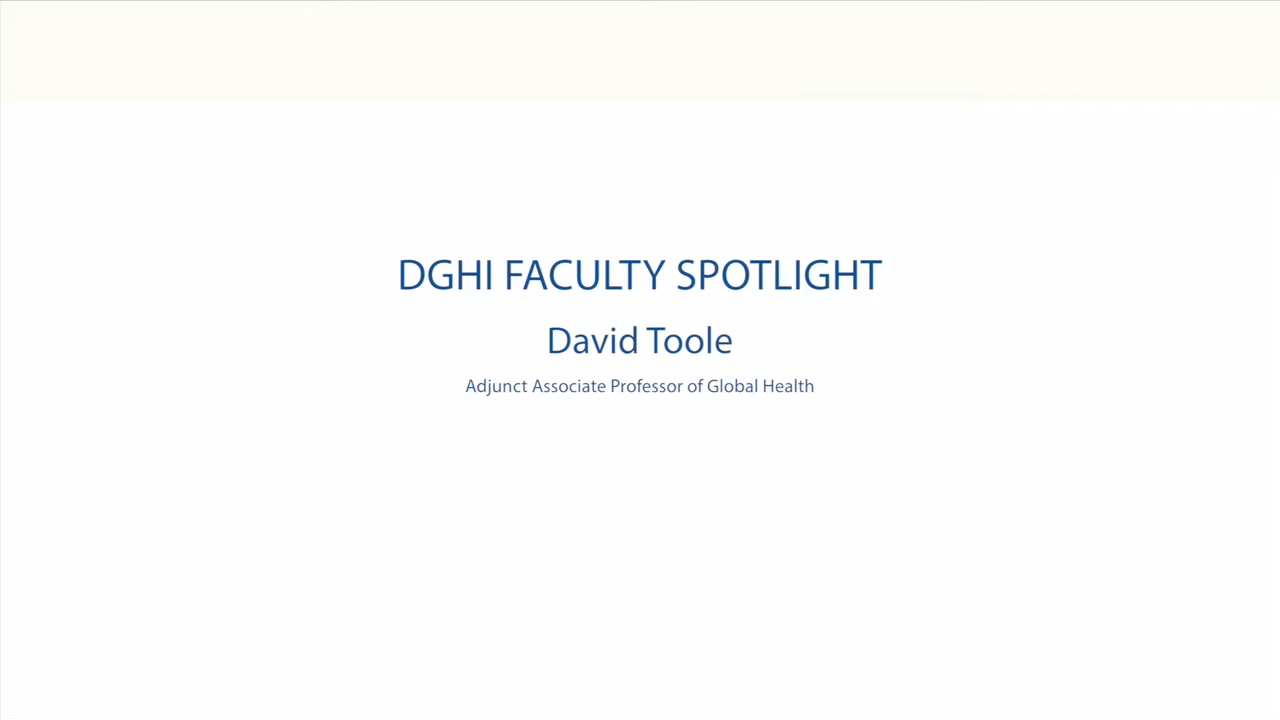 DGHI FACULTY SPOTLIGHT
David Toole
Adjunct Associate Professor of Global Health